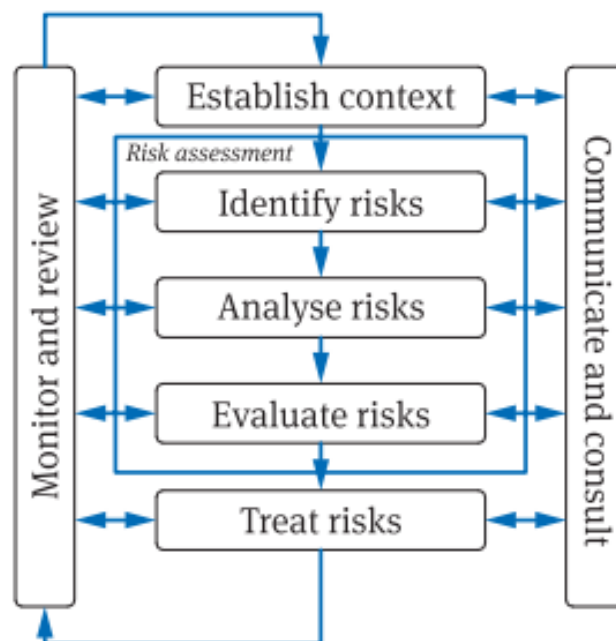 Establish context
Risk assessment
Identify risks
Analyse risks
Evaluate risks
Treat risks
Monitor and review
Communicate and consult